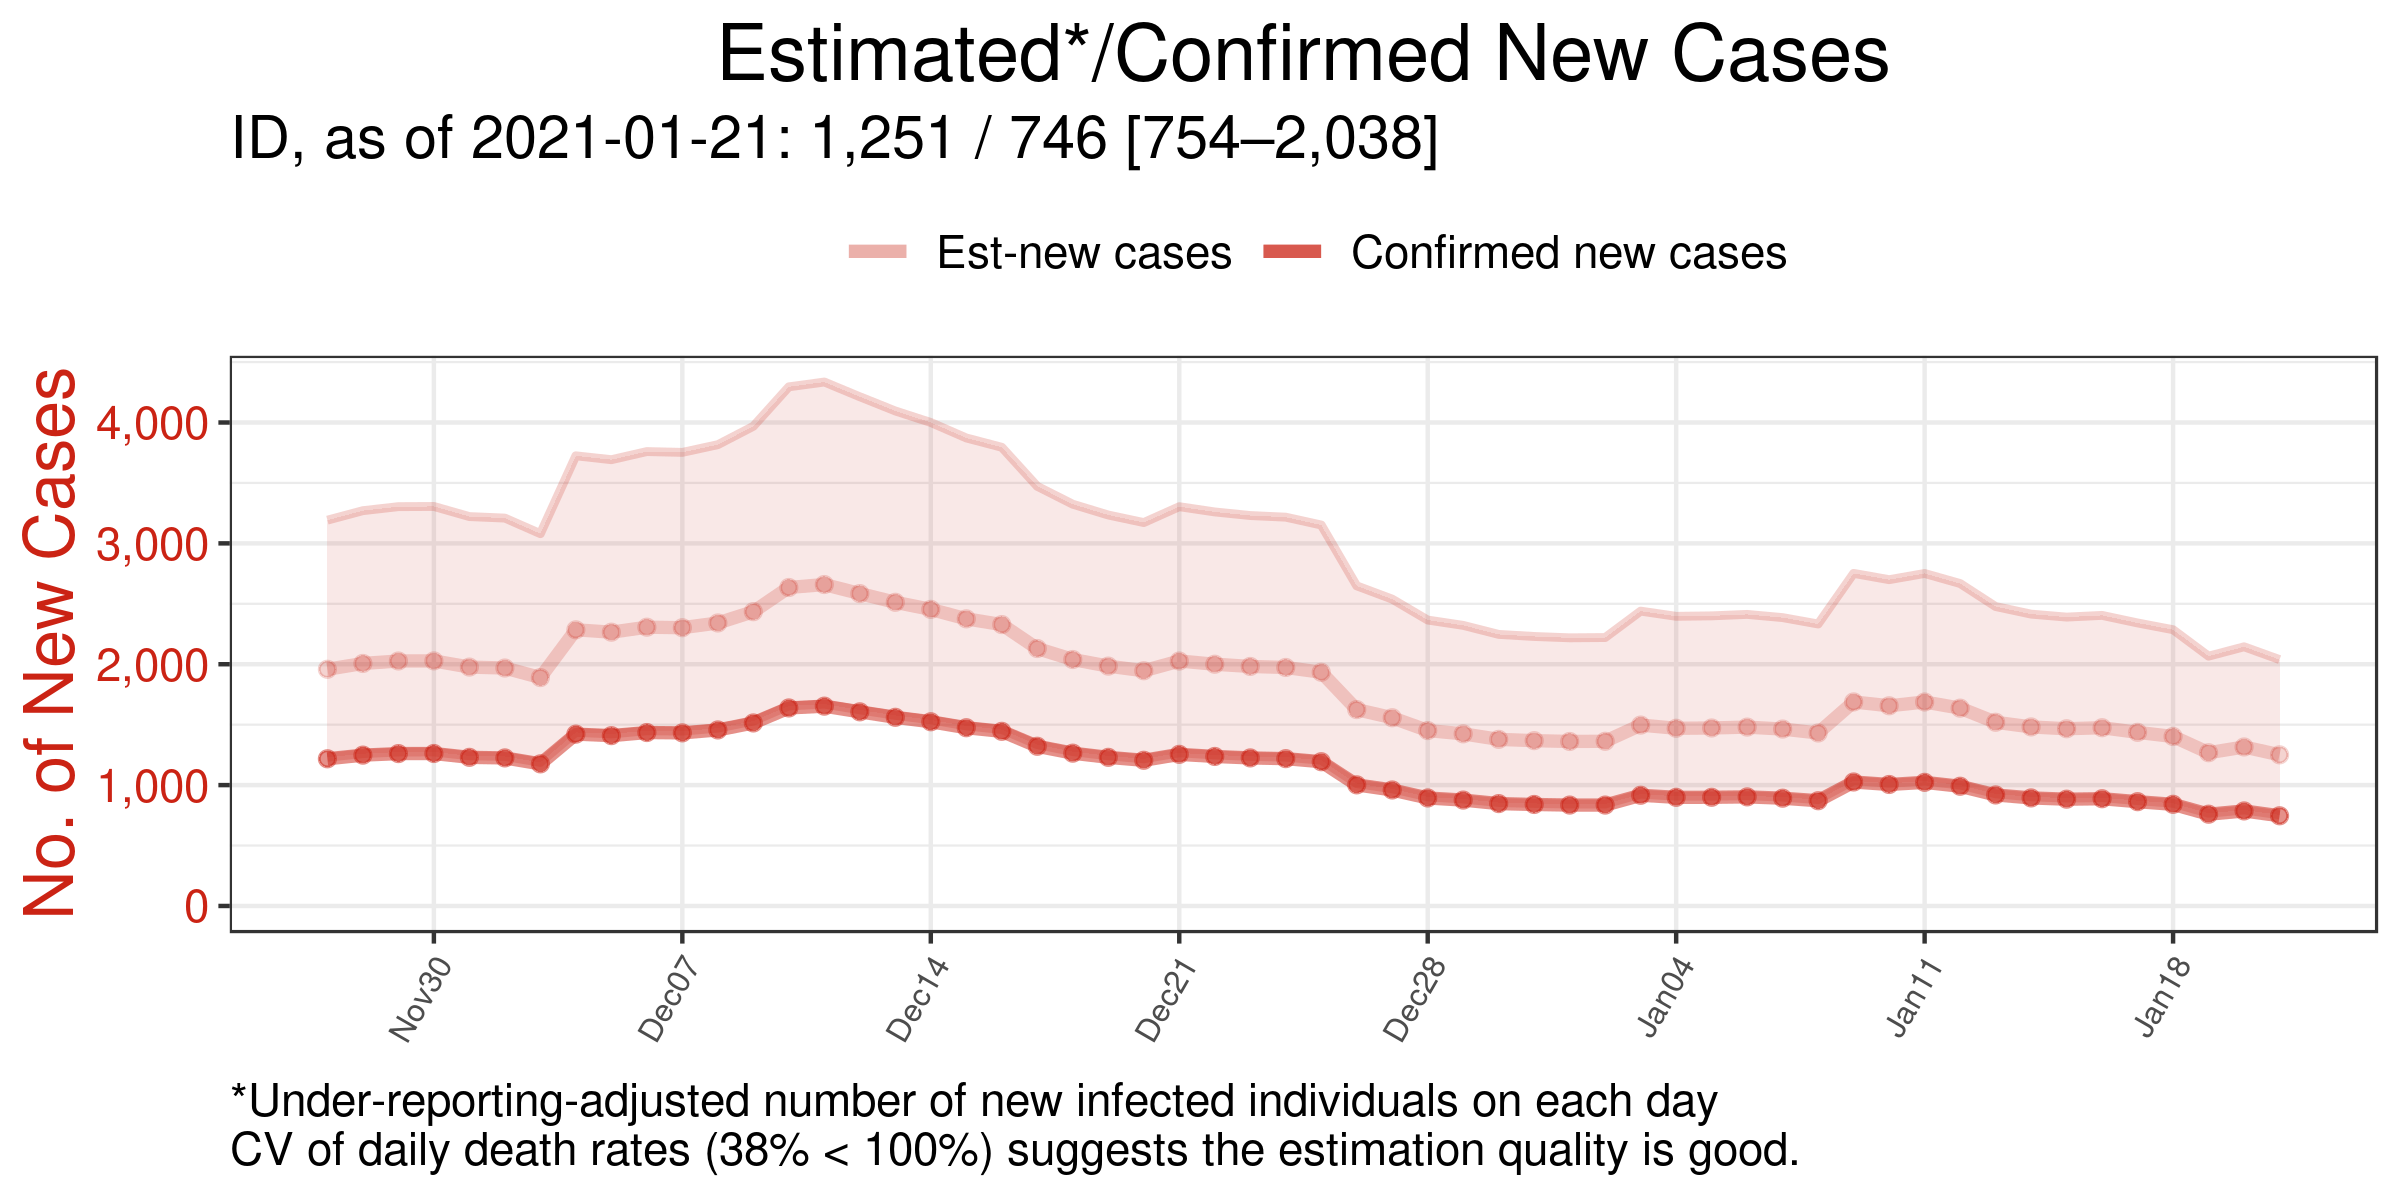 Estimated*/Confirmed New Cases
ID, as of 2021-01-21: 1,251 / 746 [754–2,038]
Est-new cases
Confirmed new cases
No. of New Cases
4,000
3,000
2,000
1,000
0
Nov30
Dec07
Dec14
Dec21
Dec28
Jan04
Jan11
Jan18
*Under-reporting-adjusted number of new infected individuals on each day
CV of daily death rates (38% < 100%) suggests the estimation quality is good.